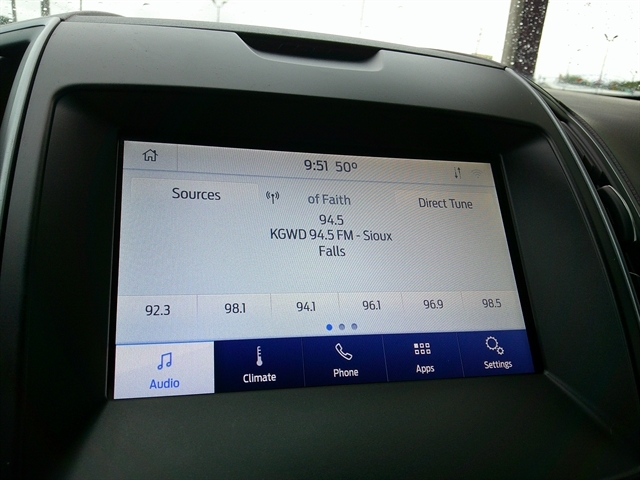 9:51 50°
Sources
of Faith
Direct Tune
94.5
KGWD 94.5 FM - Sioux
Falls
92.3
98.1
94.1
96.1
96.9
98.5
Audio
Climate
Phone
Apps
Settings